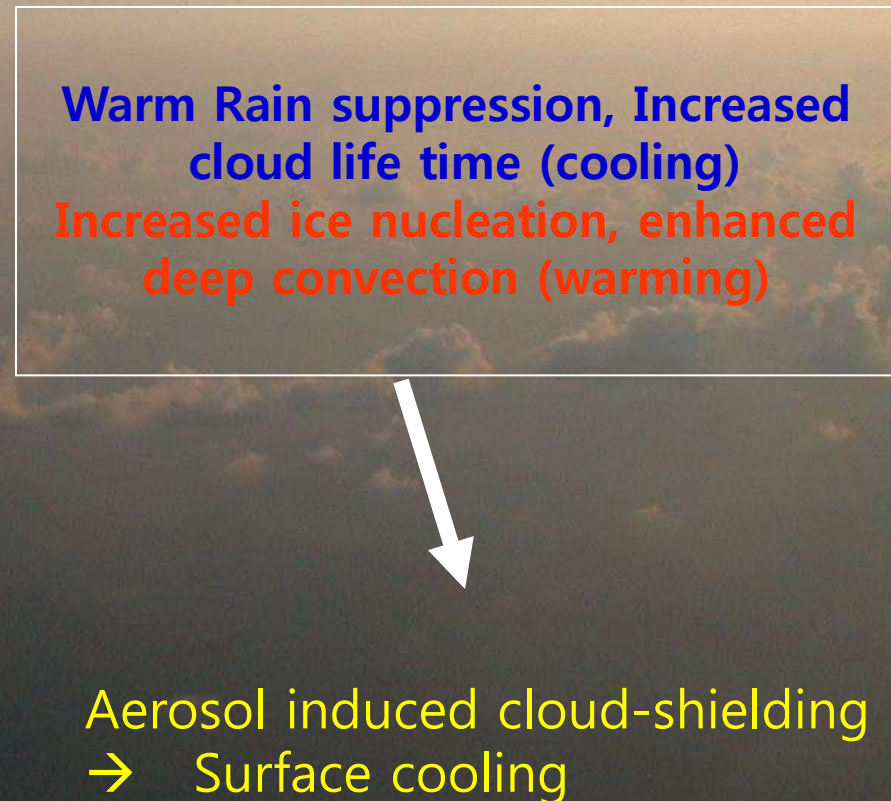 Warm Rain suppression, Increased
cloud life time (cooling)
Increased ice nucleation, enhanced
deep convection (warming)
Aerosol induced cloud-shielding
→ Surface cooling